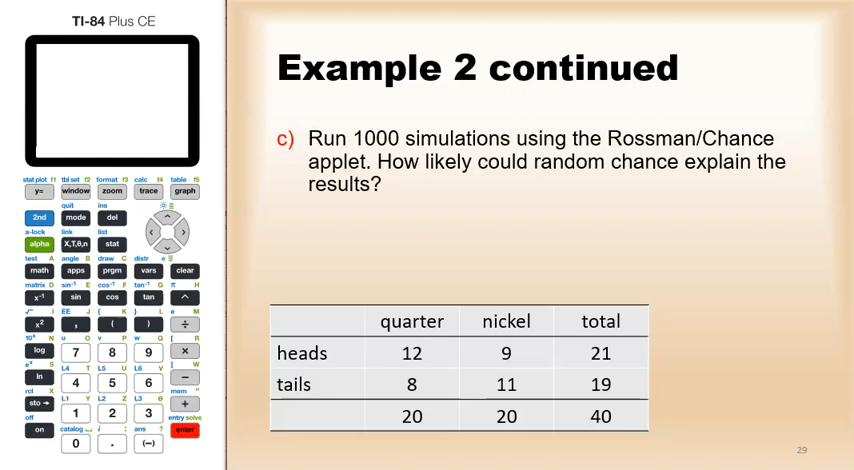 TI-84 Plus CE
stat plot f1 tbl set f2 format f3 calc f4 table f5
y= window zoom trace graph
quit ins
2nd mode del
a-lock link list
alpha X,T,θ,n stat
test A angle B draw C distr
math apps prgm vars clear
matrix D sin⁻¹ E cos⁻¹ F tan⁻¹ G π H
x⁻¹ sin cos tan ^
√ I EE J { K } L e M
x² , ( ) ÷
10ˣ N u O v P w Q [ R
log 7 8 9 ×
eˣ S L4 T L5 U L6 V ] W
ln 4 5 6 −
rcl X L1 Y L2 Z L3 θ mem "
sto→ 1 2 3 +
off catalog i : ans ? entry solve
on 0 . (−) enter
Example 2 continued
c) Run 1000 simulations using the Rossman/Chance
applet. How likely could random chance explain the
results?
quarter nickel total
heads 12 9 21
tails 8 11 19
20 20 40
29